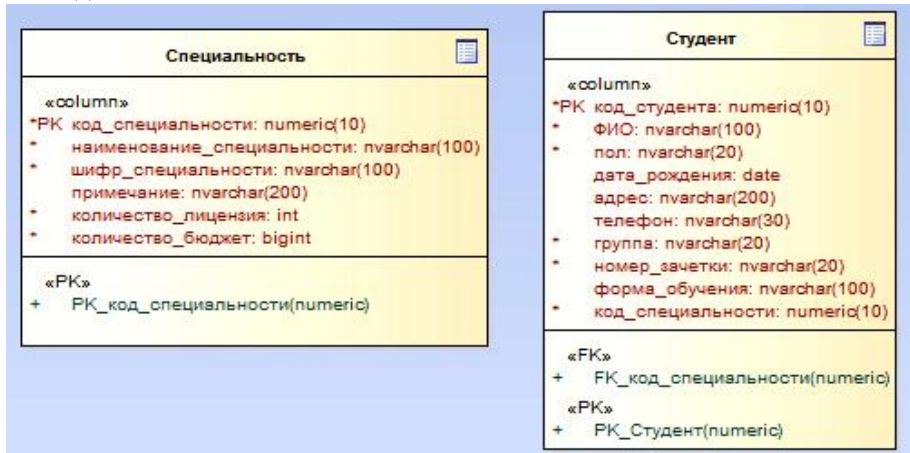 Специальность
«column»
*PK код_специальности: numeric(10)
* наименование_специальности: nvarchar(100)
* шифр_специальности: nvarchar(100)
примечание: nvarchar(200)
* количество_лицензия: int
* количество_бюджет: bigint
«PK»
+ PK_код_специальности(numeric)
Студент
«column»
*PK код_студента: numeric(10)
* ФИО: nvarchar(100)
* пол: nvarchar(20)
дата_рождения: date
адрес: nvarchar(200)
телефон: nvarchar(30)
* группа: nvarchar(20)
* номер_зачетки: nvarchar(20)
форма_обучения: nvarchar(100)
* код_специальности: numeric(10)
«FK»
+ FK_код_специальности(numeric)
«PK»
+ PK_Студент(numeric)